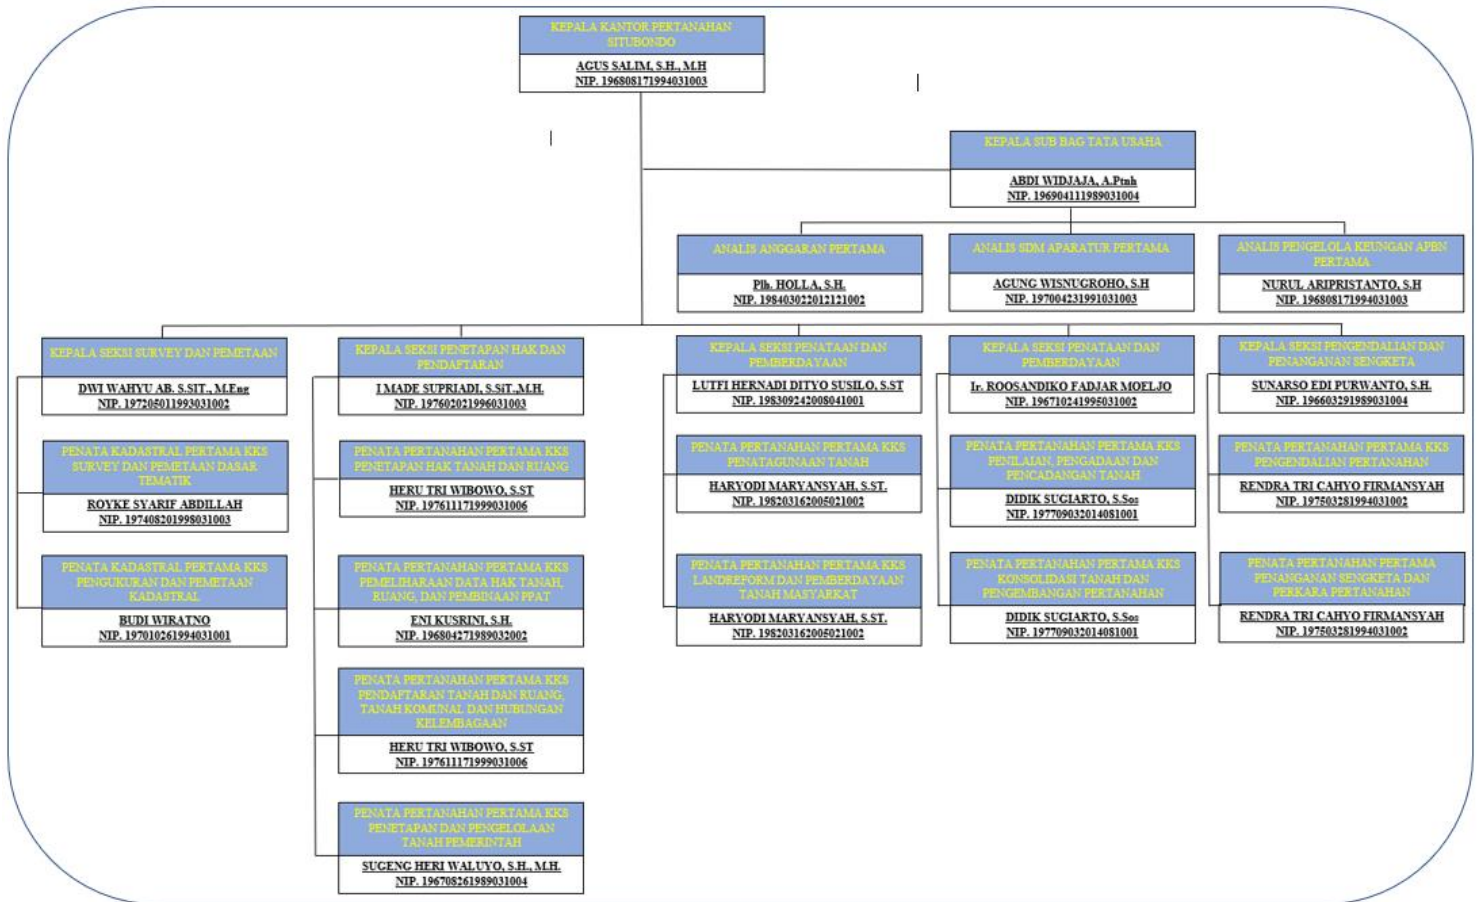 KEPALA KANTOR PERTANAHAN
SITUBONDO
AGUS SALIM, S.H., M.H
NIP. 196808171994031003
KEPALA SUB BAG TATA USAHA
ABDI WIDJAJA, A.Ptnh
NIP. 196904111989031004
ANALIS ANGGARAN PERTAMA
Plh. HOLLA, S.H.
NIP. 198403022012121002
ANALIS SDM APARATUR PERTAMA
AGUNG WISNUGROHO, S.H
NIP. 197004231991031003
ANALIS PENGELOLA KEUNGAN APBN
PERTAMA
NURUL ARIPRISTANTO, S.H
NIP. 196808171994031003
KEPALA SEKSI SURVEY DAN PEMETAAN
DWI WAHYU AB. S.SIT., M.Eng
NIP. 197205011993031002
PENATA KADASTRAL PERTAMA KKS
SURVEY DAN PEMETAAN DASAR
TEMATIK
ROYKE SYARIF ABDILLAH
NIP. 197408201998031003
PENATA KADASTRAL PERTAMA KKS
PENGUKURAN DAN PEMETAAN
KADASTRAL
BUDI WIRATNO
NIP. 197010261994031001
KEPALA SEKSI PENETAPAN HAK DAN
PENDAFTARAN
I MADE SUPRIADI, S.SiT.,M.H.
NIP. 197602021996031003
PENATA PERTANAHAN PERTAMA KKS
PENETAPAN HAK TANAH DAN RUANG
HERU TRI WIBOWO, S.ST
NIP. 197611171999031006
PENATA PERTANAHAN PERTAMA KKS
PEMELIHARAAN DATA HAK TANAH,
RUANG, DAN PEMBINAAN PPAT
ENI KUSRINI, S.H.
NIP. 196804271989032002
PENATA PERTANAHAN PERTAMA KKS
PENDAFTARAN TANAH DAN RUANG,
TANAH KOMUNAL DAN HUBUNGAN
KELEMBAGAAN
HERU TRI WIBOWO, S.ST
NIP. 197611171999031006
PENATA PERTANAHAN PERTAMA KKS
PENETAPAN DAN PENGELOLAAN
TANAH PEMERINTAH
SUGENG HERI WALUYO, S.H., M.H.
NIP. 196708261989031004
KEPALA SEKSI PENATAAN DAN
PEMBERDAYAAN
LUTFI HERNADI DITYO SUSILO, S.ST
NIP. 198309242008041001
PENATA PERTANAHAN PERTAMA KKS
PENATAGUNAAN TANAH
HARYODI MARYANSYAH, S.ST.
NIP. 198203162005021002
PENATA PERTANAHAN PERTAMA KKS
LANDREFORM DAN PEMBERDAYAAN
TANAH MASYARKAT
HARYODI MARYANSYAH, S.ST.
NIP. 198203162005021002
KEPALA SEKSI PENATAAN DAN
PEMBERDAYAAN
Ir. ROOSANDIKO FADJAR MOELJO
NIP. 196710241995031002
PENATA PERTANAHAN PERTAMA KKS
PENILAIAN, PENGADAAN DAN
PENCADANGAN TANAH
DIDIK SUGIARTO, S.Sos
NIP. 197709032014081001
PENATA PERTANAHAN PERTAMA KKS
KONSOLIDASI TANAH DAN
PENGEMBANGAN PERTANAHAN
DIDIK SUGIARTO, S.Sos
NIP. 197709032014081001
KEPALA SEKSI PENGENDALIAN DAN
PENANGANAN SENGKETA
SUNARSO EDI PURWANTO, S.H.
NIP. 196603291989031004
PENATA PERTANAHAN PERTAMA KKS
PENGENDALIAN PERTANAHAN
RENDRA TRI CAHYO FIRMANSYAH
NIP. 197503281994031002
PENATA PERTANAHAN PERTAMA
PENANGANAN SENGKETA DAN
PERKARA PERTANAHAN
RENDRA TRI CAHYO FIRMANSYAH
NIP. 197503281994031002